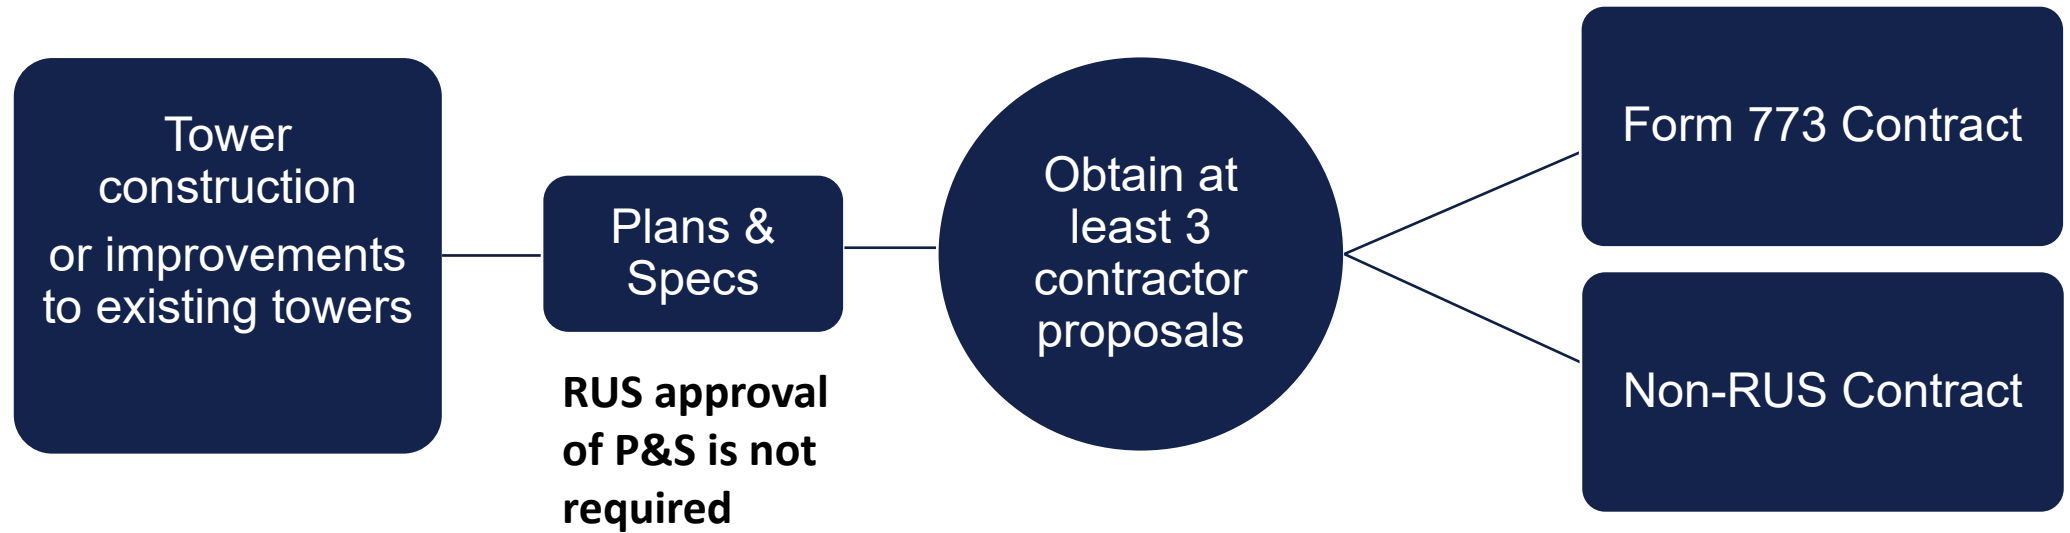 Tower
construction
or improvements
to existing towers
Plans &
Specs
RUS approval
of P&S is not
required
Obtain at
least 3
contractor
proposals
Form 773 Contract
Non-RUS Contract